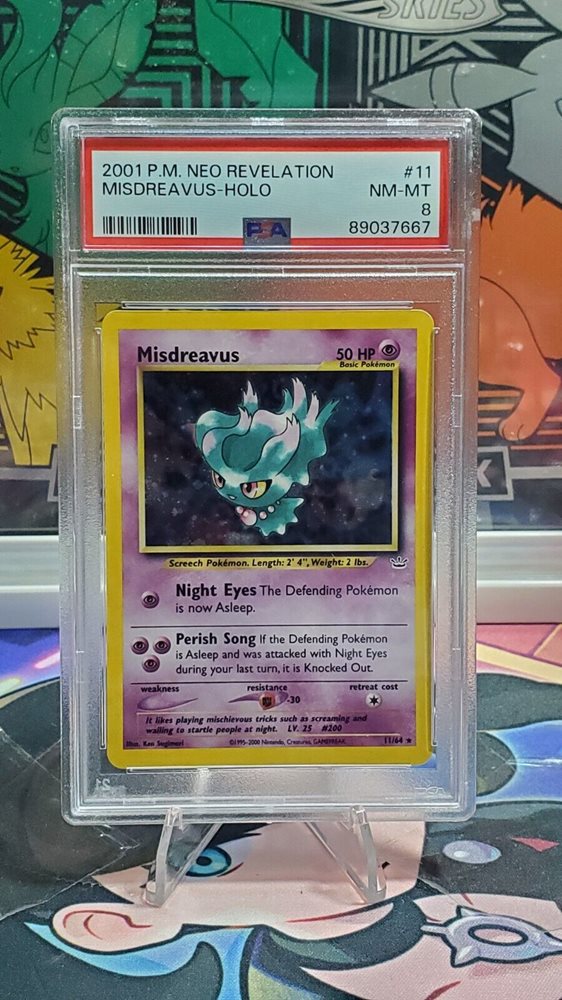 SKIES
2001 P.M. NEO REVELATION #11
MISDREAVUS-HOLO NM-MT
8
PSA 89037667
Misdreavus 50 HP
Basic Pokémon
Screech Pokémon. Length: 2' 4", Weight: 2 lbs.
Night Eyes The Defending Pokémon
is now Asleep.
Perish Song If the Defending Pokémon
is Asleep and was attacked with Night Eyes
during your last turn, it is Knocked Out.
weakness resistance retreat cost
-30
It likes playing mischievous tricks such as screaming and
wailing to startle people at night. LV. 25 #200
Illus. Ken Sugimori ©1995-2000 Nintendo, Creatures, GAMEFREAK. 11/64 ★